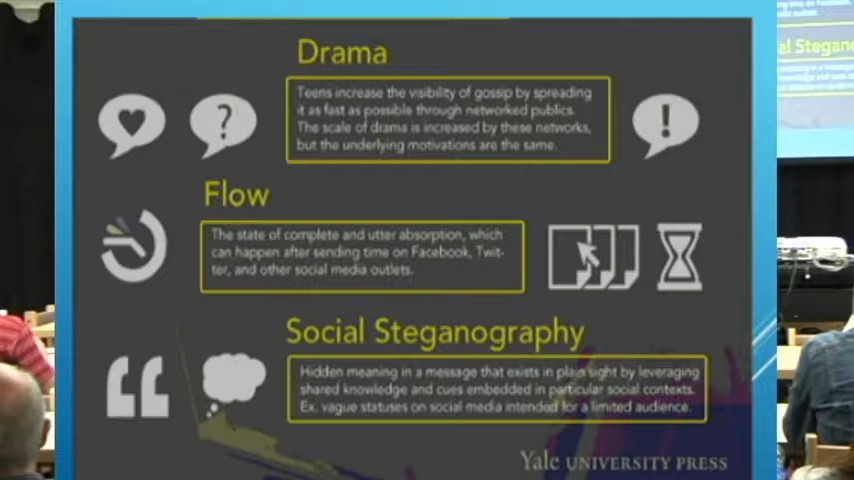 Drama
Teens increase the visibility of gossip by spreading
it as fast as possible through networked publics.
The scale of drama is increased by these networks,
but the underlying motivations are the same.
Flow
The state of complete and utter absorption, which
can happen after sending time on Facebook, Twit-
ter, and other social media outlets.
Social Steganography
Hidden meaning in a message that exists in plain sight by leveraging
shared knowledge and cues embedded in particular social contexts.
Ex. vague statuses on social media intended for a limited audience.
Yale UNIVERSITY PRESS